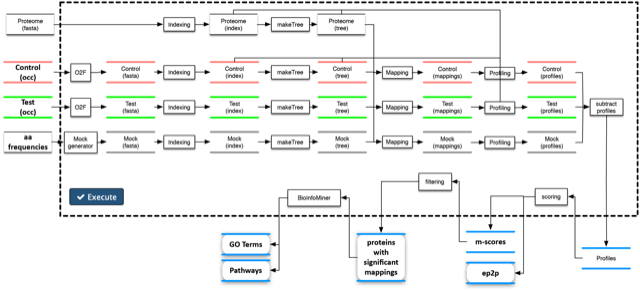 Proteome
(fasta)
Indexing
Proteome
(index)
makeTree
Proteome
(tree)
Control
(occ)
O2F
Control
(fasta)
Indexing
Control
(index)
makeTree
Control
(tree)
Mapping
Control
(mappings)
Profiling
Control
(profiles)
Test
(occ)
O2F
Test
(fasta)
Indexing
Test
(index)
makeTree
Test
(tree)
Mapping
Test
(mappings)
Profiling
Test
(profiles)
subtract
profiles
aa
frequencies
Mock
generator
Mock
(fasta)
Indexing
Mock
(index)
makeTree
Mock
(tree)
Mapping
Mock
(mappings)
Profiling
Mock
(profiles)
Execute
BioInfoMiner
filtering
scoring
GO Terms
Pathways
proteins
with
significant
mappings
m-scores
ep2p
Profiles